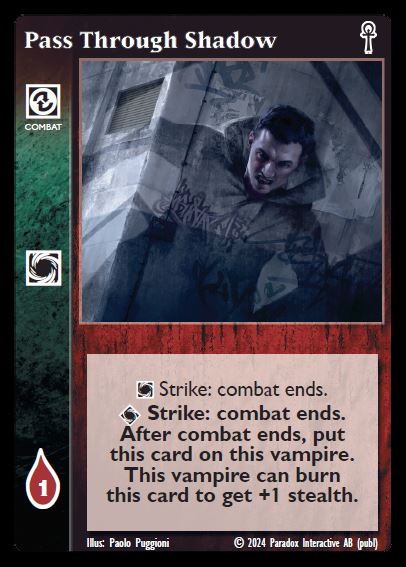 Pass Through Shadow
COMBAT
Strike: combat ends.
Strike: combat ends.
After combat ends, put
this card on this vampire.
This vampire can burn
this card to get +1 stealth.
1
Illus: Paolo Puggioni © 2024 Paradox Interactive AB (publ)